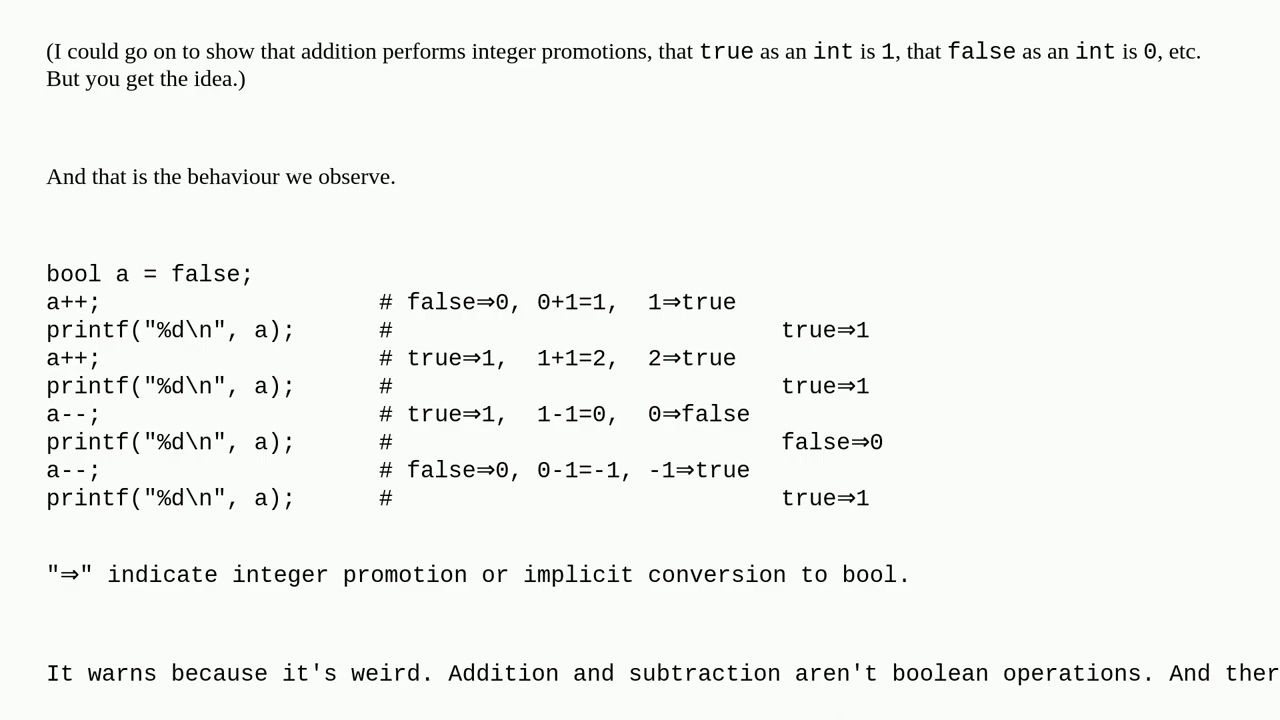 (I could go on to show that addition performs integer promotions, that true as an int is 1, that false as an int is 0, etc.
But you get the idea.)
And that is the behaviour we observe.
bool a = false;
a++;                    # false⇒0, 0+1=1,  1⇒true
printf("%d\n", a);      #                            true⇒1
a++;                    # true⇒1,  1+1=2,  2⇒true
printf("%d\n", a);      #                            true⇒1
a--;                    # true⇒1,  1-1=0,  0⇒false
printf("%d\n", a);      #                            false⇒0
a--;                    # false⇒0, 0-1=-1, -1⇒true
printf("%d\n", a);      #                            true⇒1
"⇒" indicate integer promotion or implicit conversion to bool.
It warns because it's weird. Addition and subtraction aren't boolean operations. And